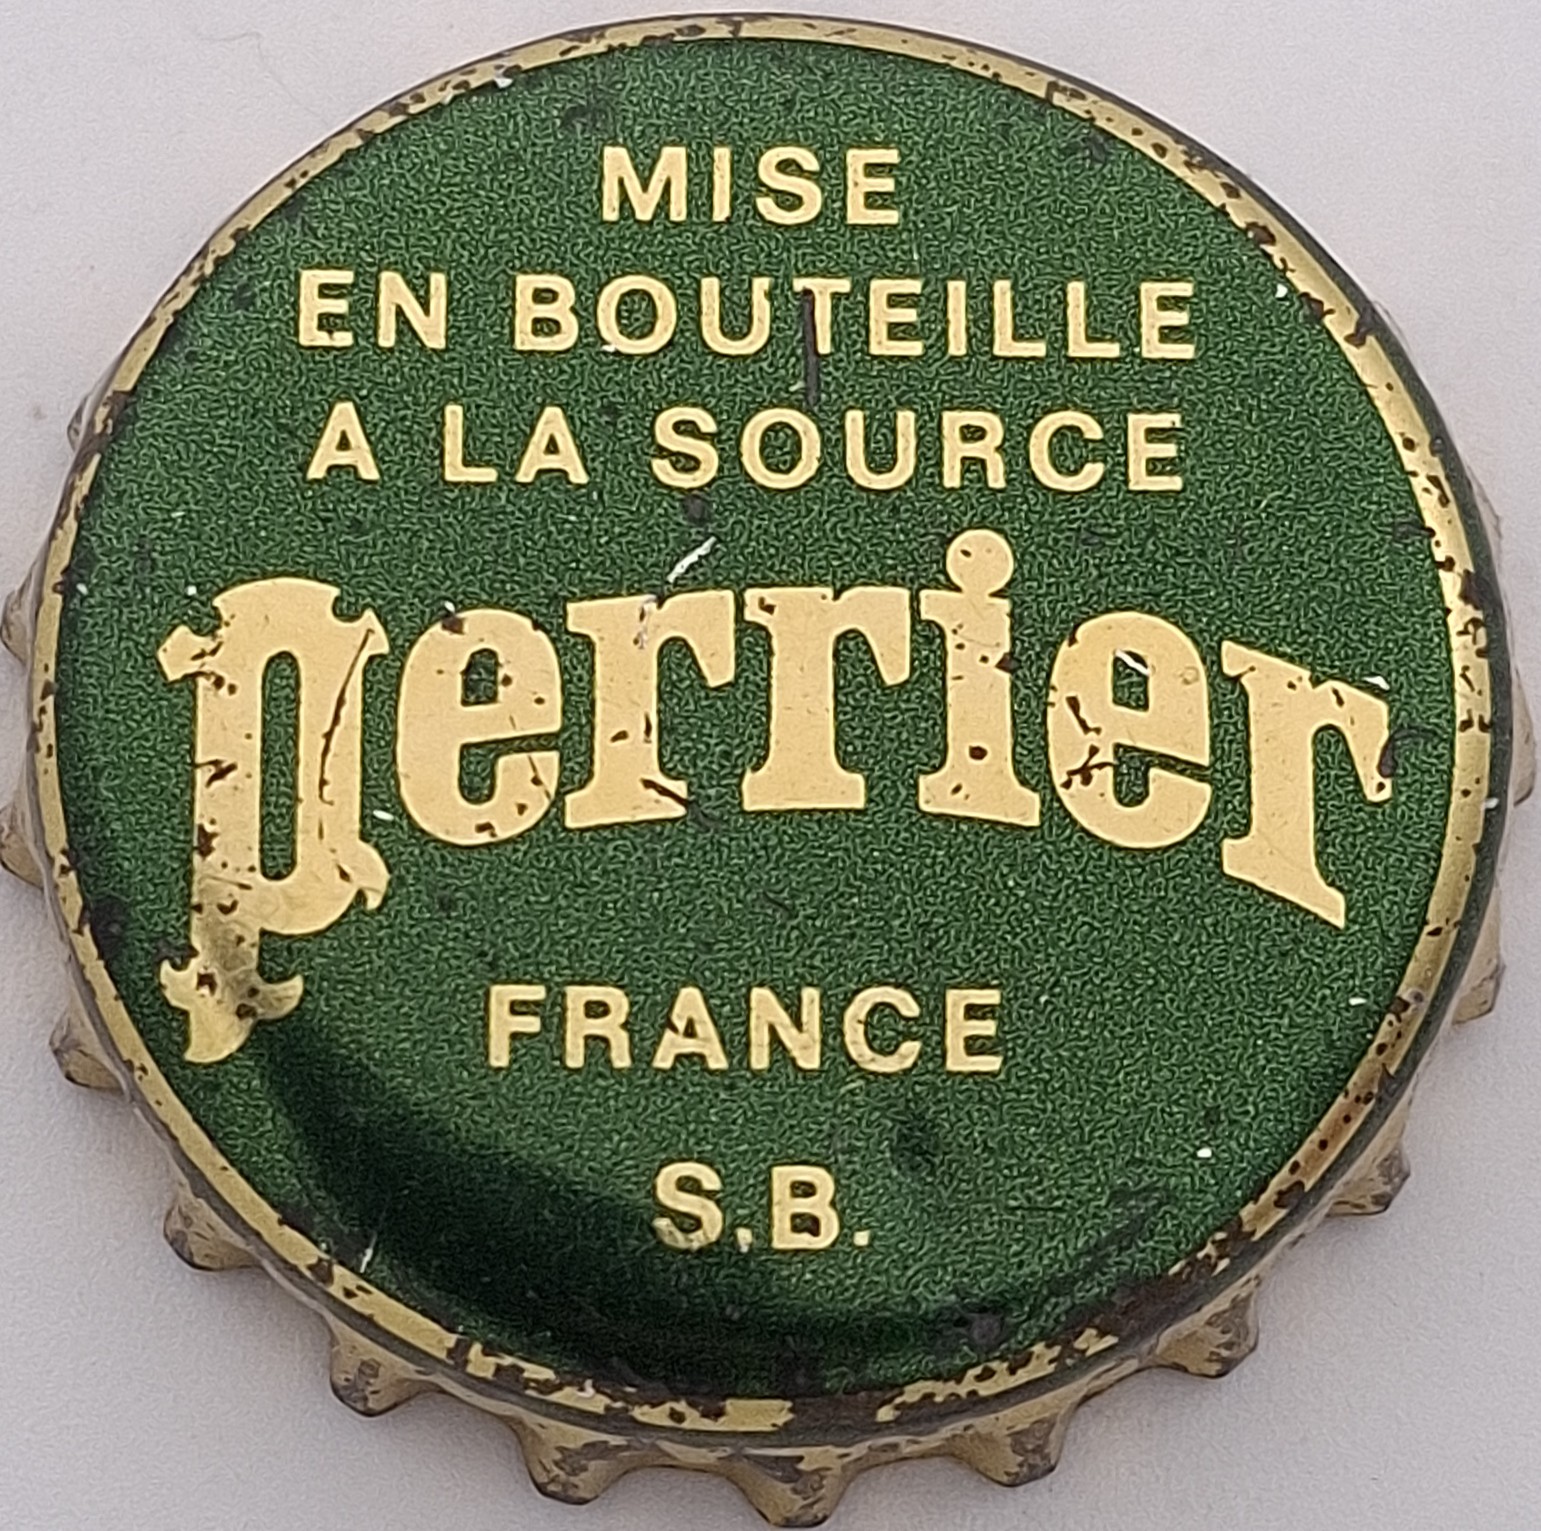 MISE
EN BOUTEILLE
A LA SOURCE
Perrier
FRANCE
S.B.